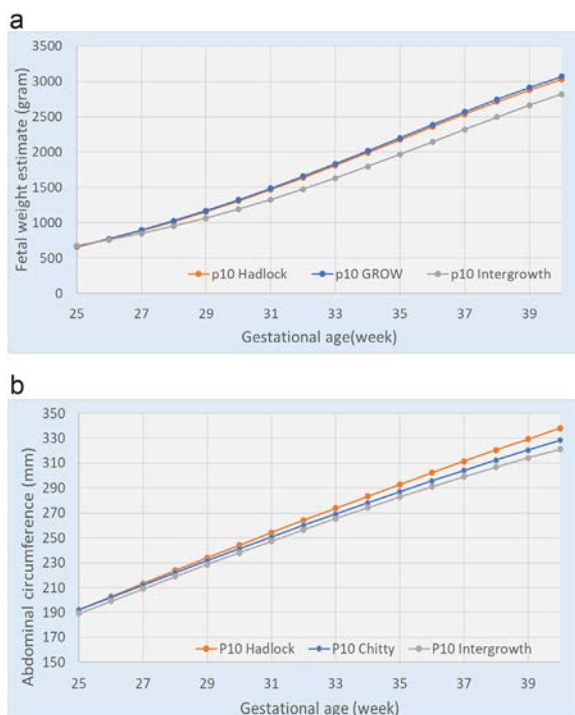 a
3500
3000
2500
2000
1500
1000
500
0
Fetal weight estimate (gram)
p10 Hadlock p10 GROW p10 Intergrowth
25 27 29 31 33 35 37 39
Gestational age(week)
b
350
330
310
290
270
250
230
210
190
170
150
Abdominal circumference (mm)
P10 Hadlock P10 Chitty P10 Intergrowth
25 27 29 31 33 35 37 39
Gestational age (week)